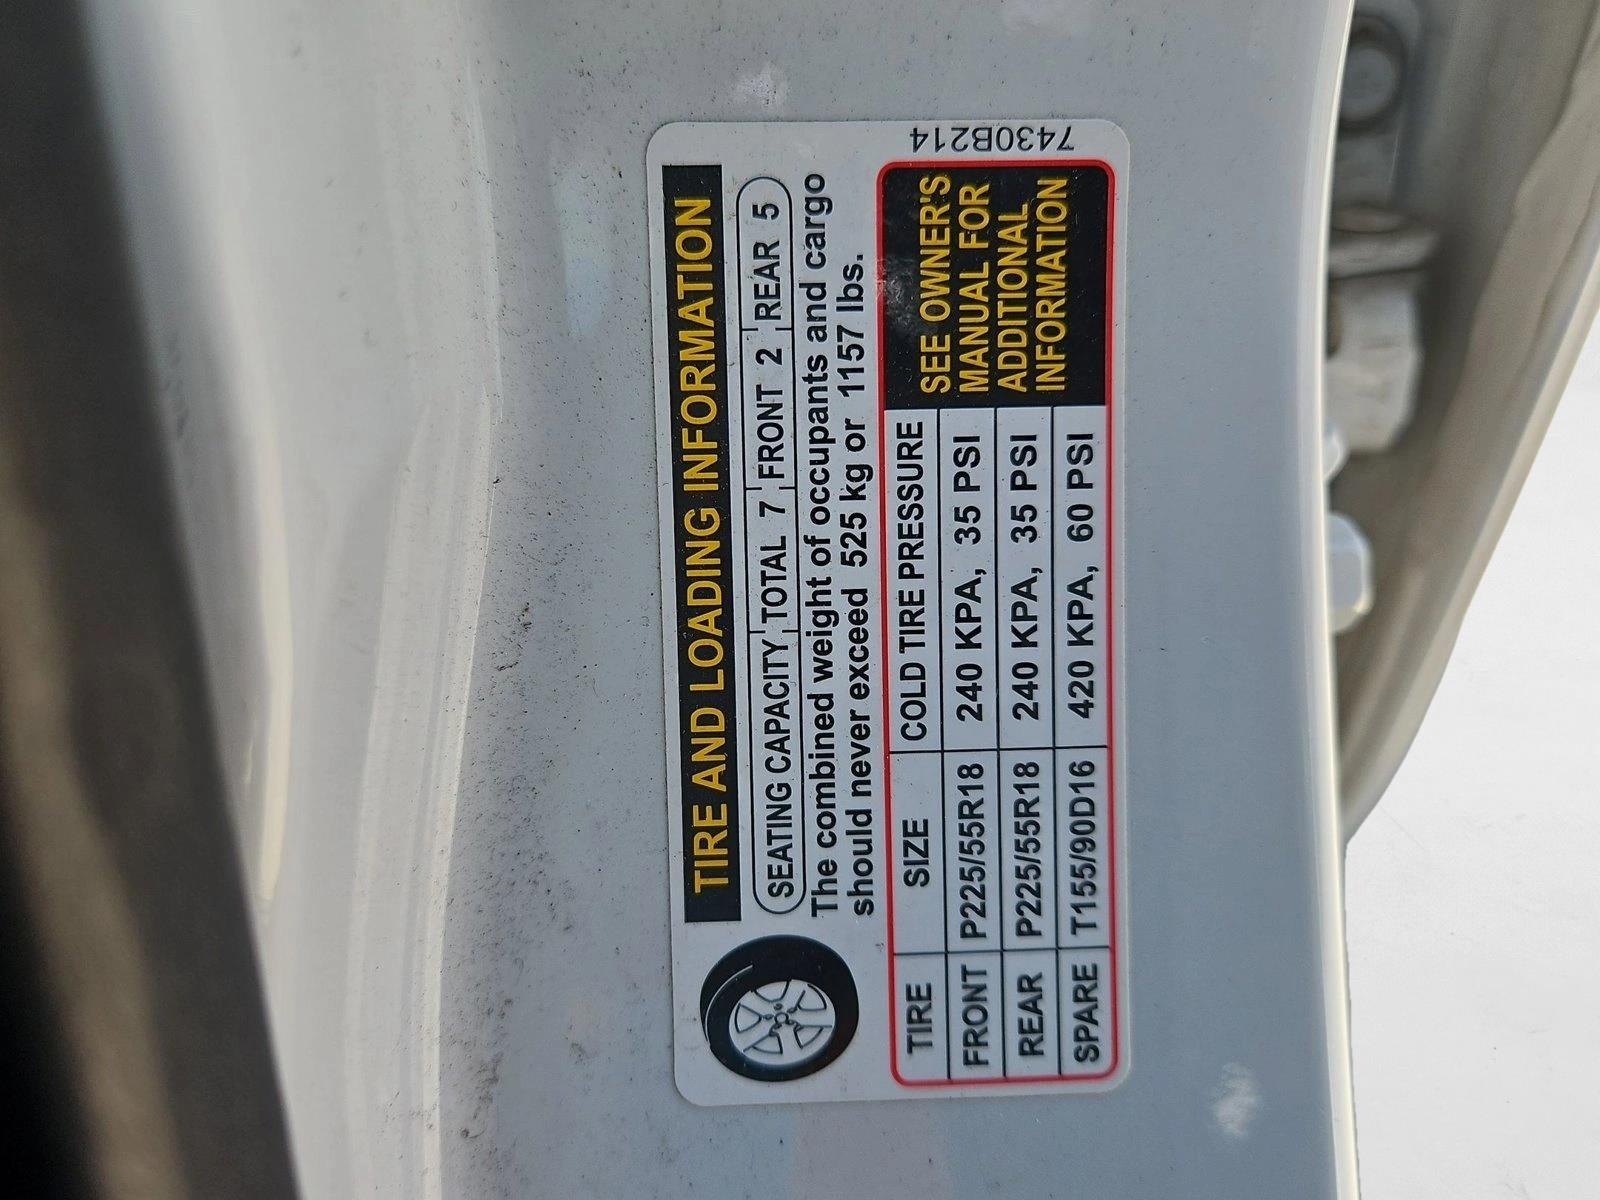 TIRE AND LOADING INFORMATION
SEATING CAPACITY TOTAL 7 FRONT 2 REAR 5
The combined weight of occupants and cargo
should never exceed 525 kg or 1157 lbs.
TIRE SIZE COLD TIRE PRESSURE
FRONT P225/55R18 240 KPA, 35 PSI
REAR P225/55R18 240 KPA, 35 PSI
SPARE T155/90D16 420 KPA, 60 PSI
SEE OWNER'S
MANUAL FOR
ADDITIONAL
INFORMATION
7430B214